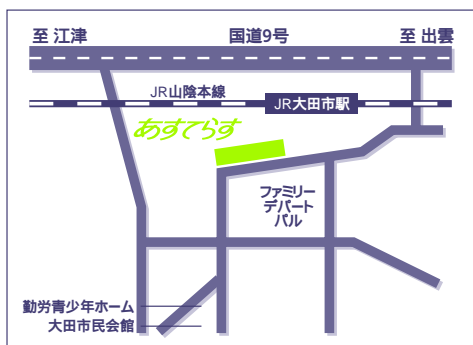 至 江津
国道9号
至 出雲
JR山陰本線
JR大田市駅
あすてらす
ファミリー
デパート
パル
勤労青少年ホーム
大田市民会館